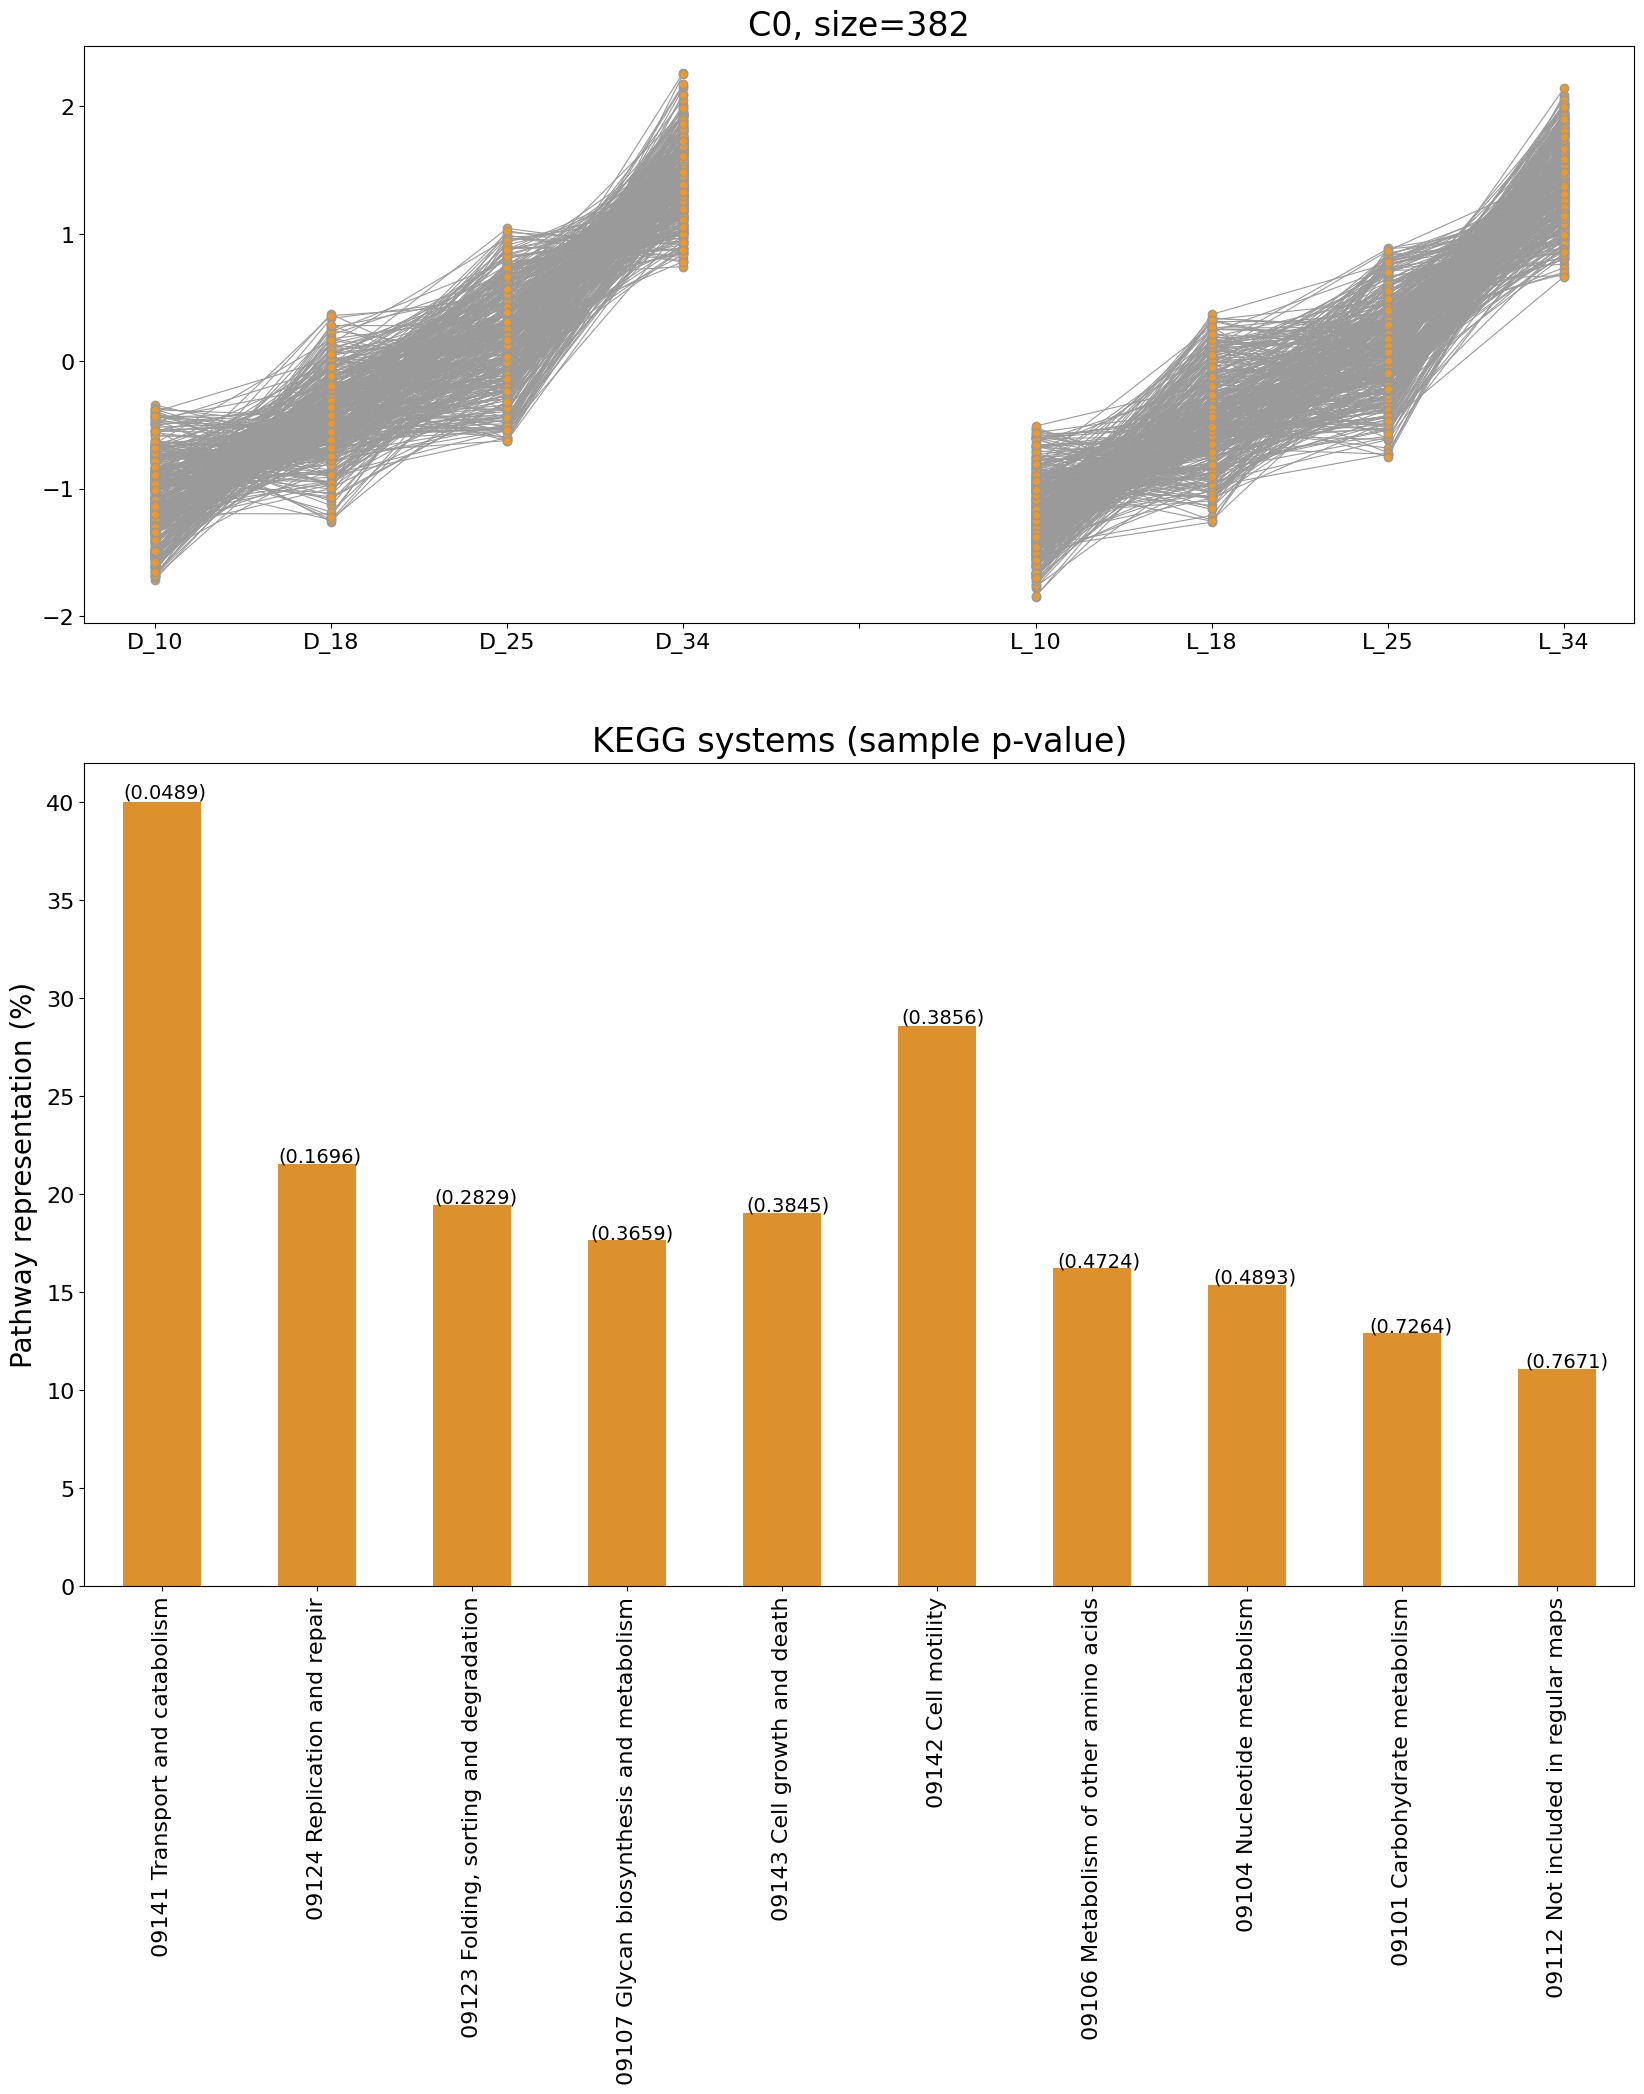 C0, size=382
2
1
0
−1
−2
D_10 D_18 D_25 D_34 L_10 L_18 L_25 L_34
KEGG systems (sample p-value)
Pathway representation (%)
40
35
30
25
20
15
10
5
0
(0.0489)
(0.1696)
(0.2829)
(0.3659)
(0.3845)
(0.3856)
(0.4724)
(0.4893)
(0.7264)
(0.7671)
09141 Transport and catabolism
09124 Replication and repair
09123 Folding, sorting and degradation
09107 Glycan biosynthesis and metabolism
09143 Cell growth and death
09142 Cell motility
09106 Metabolism of other amino acids
09104 Nucleotide metabolism
09101 Carbohydrate metabolism
09112 Not included in regular maps